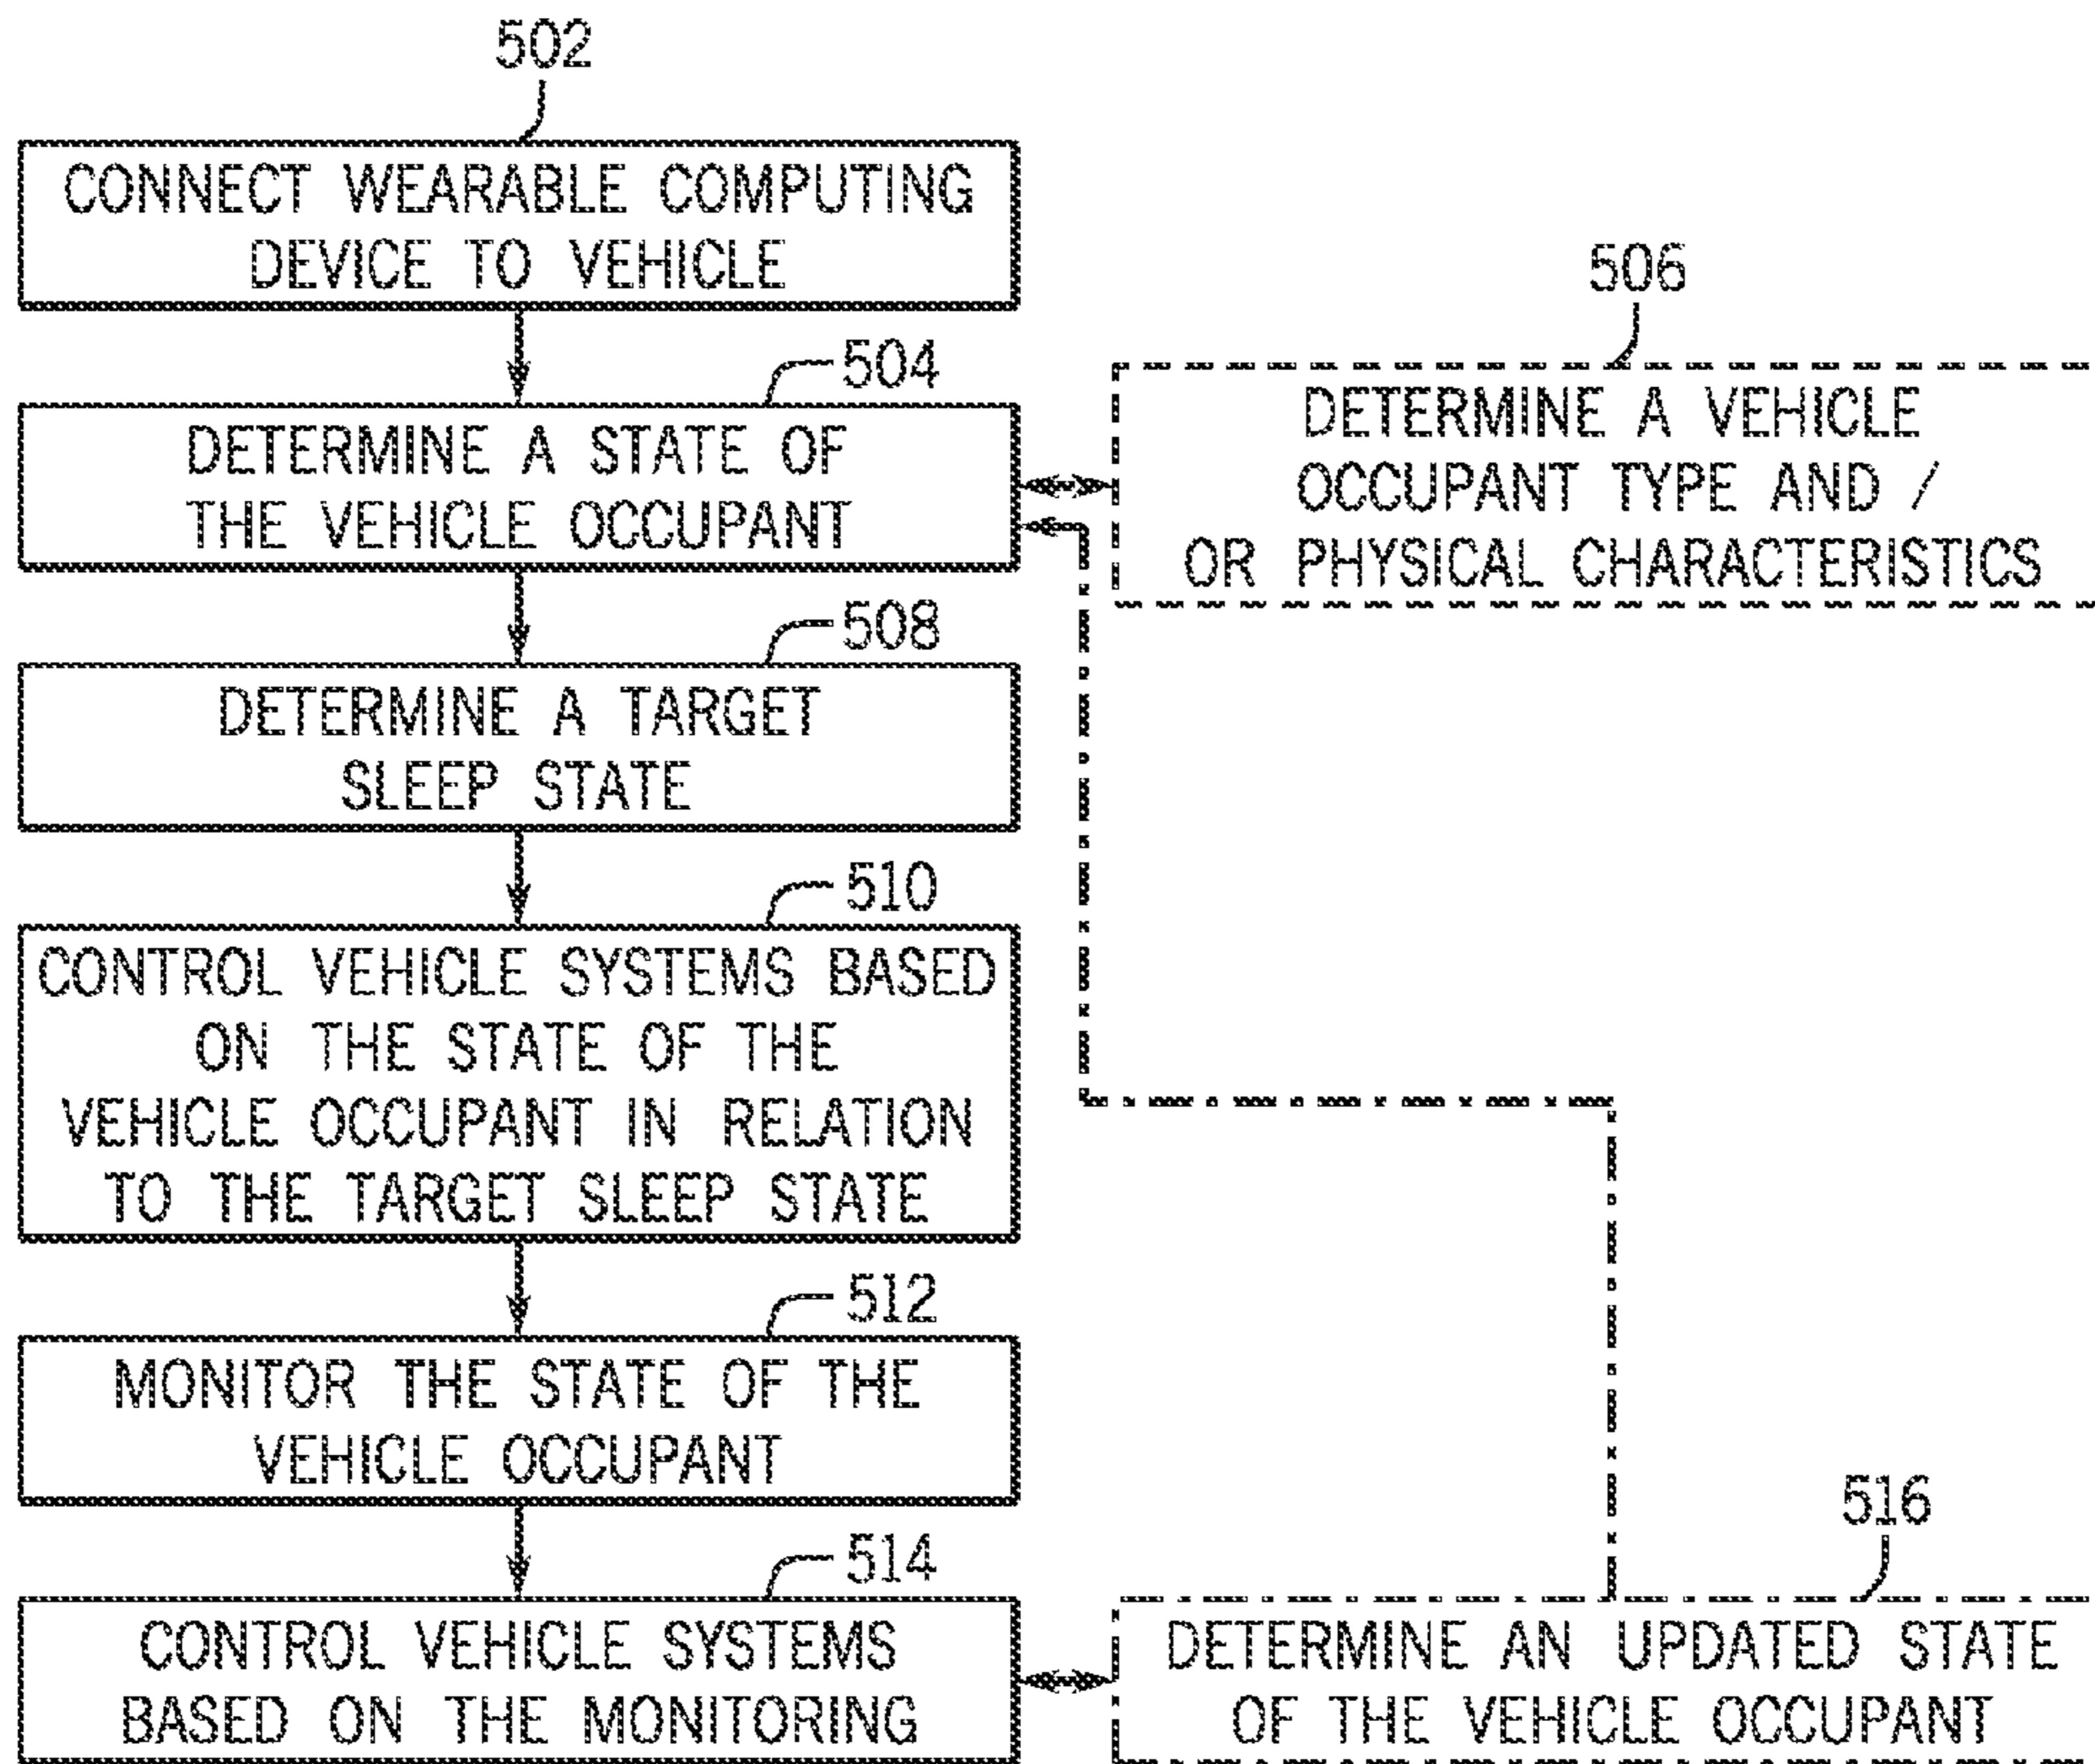 502
CONNECT WEARABLE COMPUTING
DEVICE TO VEHICLE
504
DETERMINE A STATE OF
THE VEHICLE OCCUPANT
506
DETERMINE A VEHICLE
OCCUPANT TYPE AND /
OR PHYSICAL CHARACTERISTICS
508
DETERMINE A TARGET
SLEEP STATE
510
CONTROL VEHICLE SYSTEMS BASED
ON THE STATE OF THE
VEHICLE OCCUPANT IN RELATION
TO THE TARGET SLEEP STATE
512
MONITOR THE STATE OF THE
VEHICLE OCCUPANT
514
CONTROL VEHICLE SYSTEMS
BASED ON THE MONITORING
516
DETERMINE AN UPDATED STATE
OF THE VEHICLE OCCUPANT